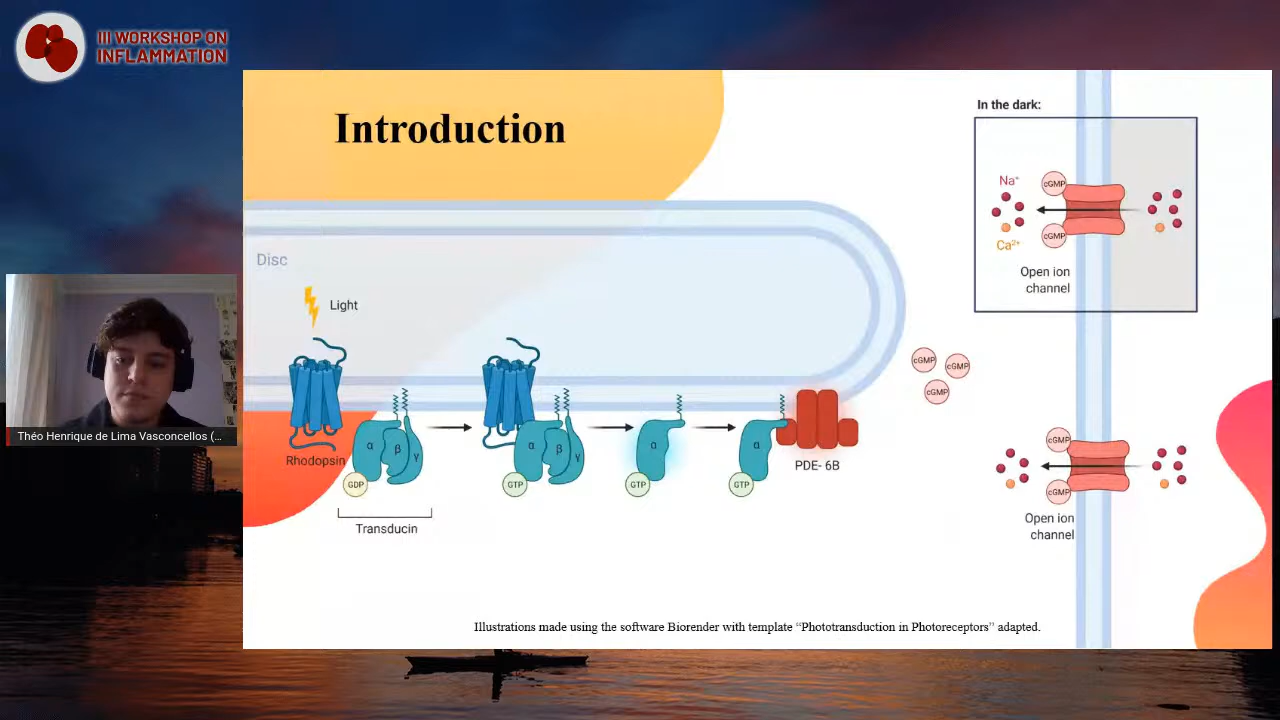 III WORKSHOP ON
INFLAMMATION
Introduction
In the dark:
Na⁺
cGMP
cGMP
Ca²⁺
Open ion
channel
Disc
Light
cGMP
cGMP
cGMP
Rhodopsin
α
β
γ
GDP
Transducin
α
β
γ
GTP
α
GTP
α
GTP
PDE- 6B
cGMP
cGMP
Open ion
channel
Théo Henrique de Lima Vasconcellos (...
Illustrations made using the software Biorender with template “Phototransduction in Photoreceptors” adapted.